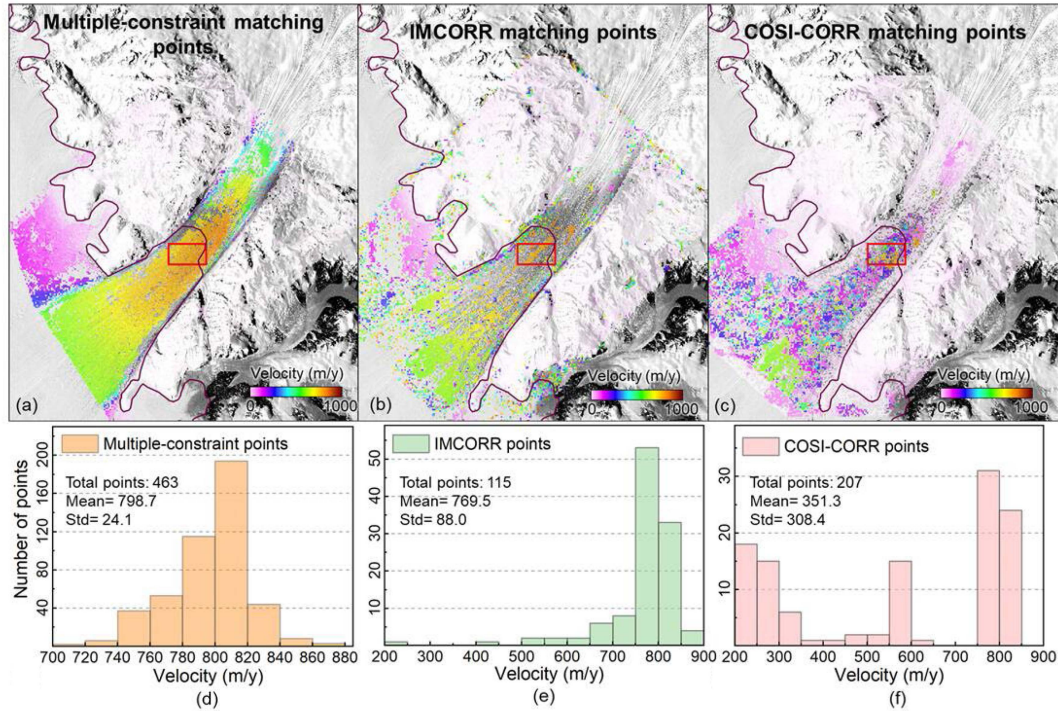 Multiple-constraint matching
points
IMCORR matching points
COSI-CORR matching points
Velocity (m/y)
0 1000
(a)
Velocity (m/y)
0 1000
(b)
Velocity (m/y)
0 1000
(c)
Number of points
200
160
120
80
40
Multiple-constraint points
Total points: 463
Mean= 798.7
Std= 24.1
700 720 740 760 780 800 820 840 860 880
Velocity (m/y)
(d)
50
40
30
20
10
IMCORR points
Total points: 115
Mean= 769.5
Std= 88.0
200 300 400 500 600 700 800 900
Velocity (m/y)
(e)
30
20
10
COSI-CORR points
Total points: 207
Mean= 351.3
Std= 308.4
200 300 400 500 600 700 800 900
Velocity (m/y)
(f)